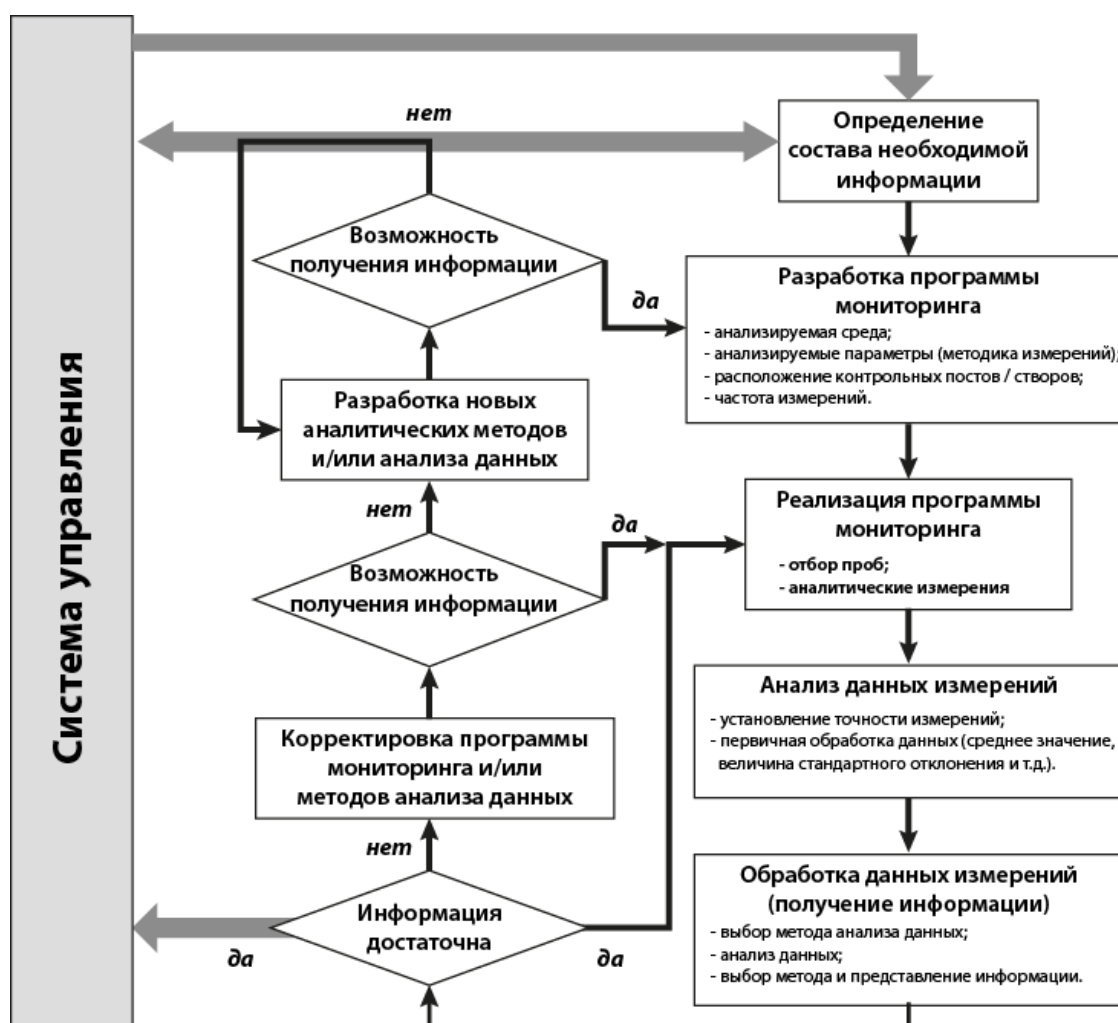 Система управления
нет
Определение
состава необходимой
информации
Возможность
получения информации
да
Разработка программы
мониторинга
- анализируемая среда;
- анализируемые параметры (методика измерений);
- расположение контрольных постов / створов;
- частота измерений.
Разработка новых
аналитических методов
и/или анализа данных
нет
да
Реализация программы
мониторинга
- отбор проб;
- аналитические измерения
Возможность
получения информации
Анализ данных измерений
- установление точности измерений;
- первичная обработка данных (среднее значение,
величина стандартного отклонения и т.д.).
Корректировка программы
мониторинга и/или
методов анализа данных
нет
Обработка данных измерений
(получение информации)
- выбор метода анализа данных;
- анализ данных;
- выбор метода и представление информации.
Информация
достаточна
да
да